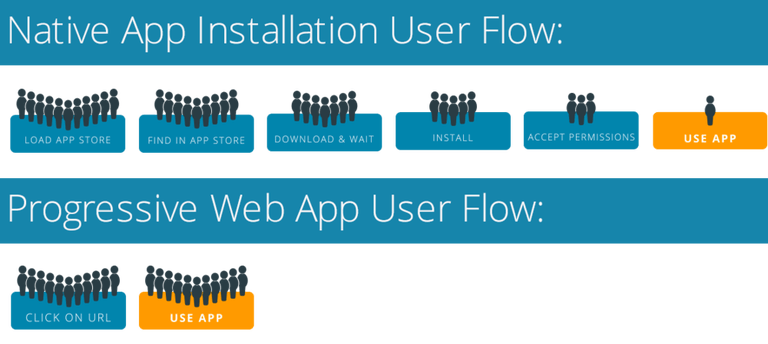 Native App Installation User Flow:
LOAD APP STORE
FIND IN APP STORE
DOWNLOAD & WAIT
INSTALL
ACCEPT PERMISSIONS
USE APP
Progressive Web App User Flow:
CLICK ON URL
USE APP